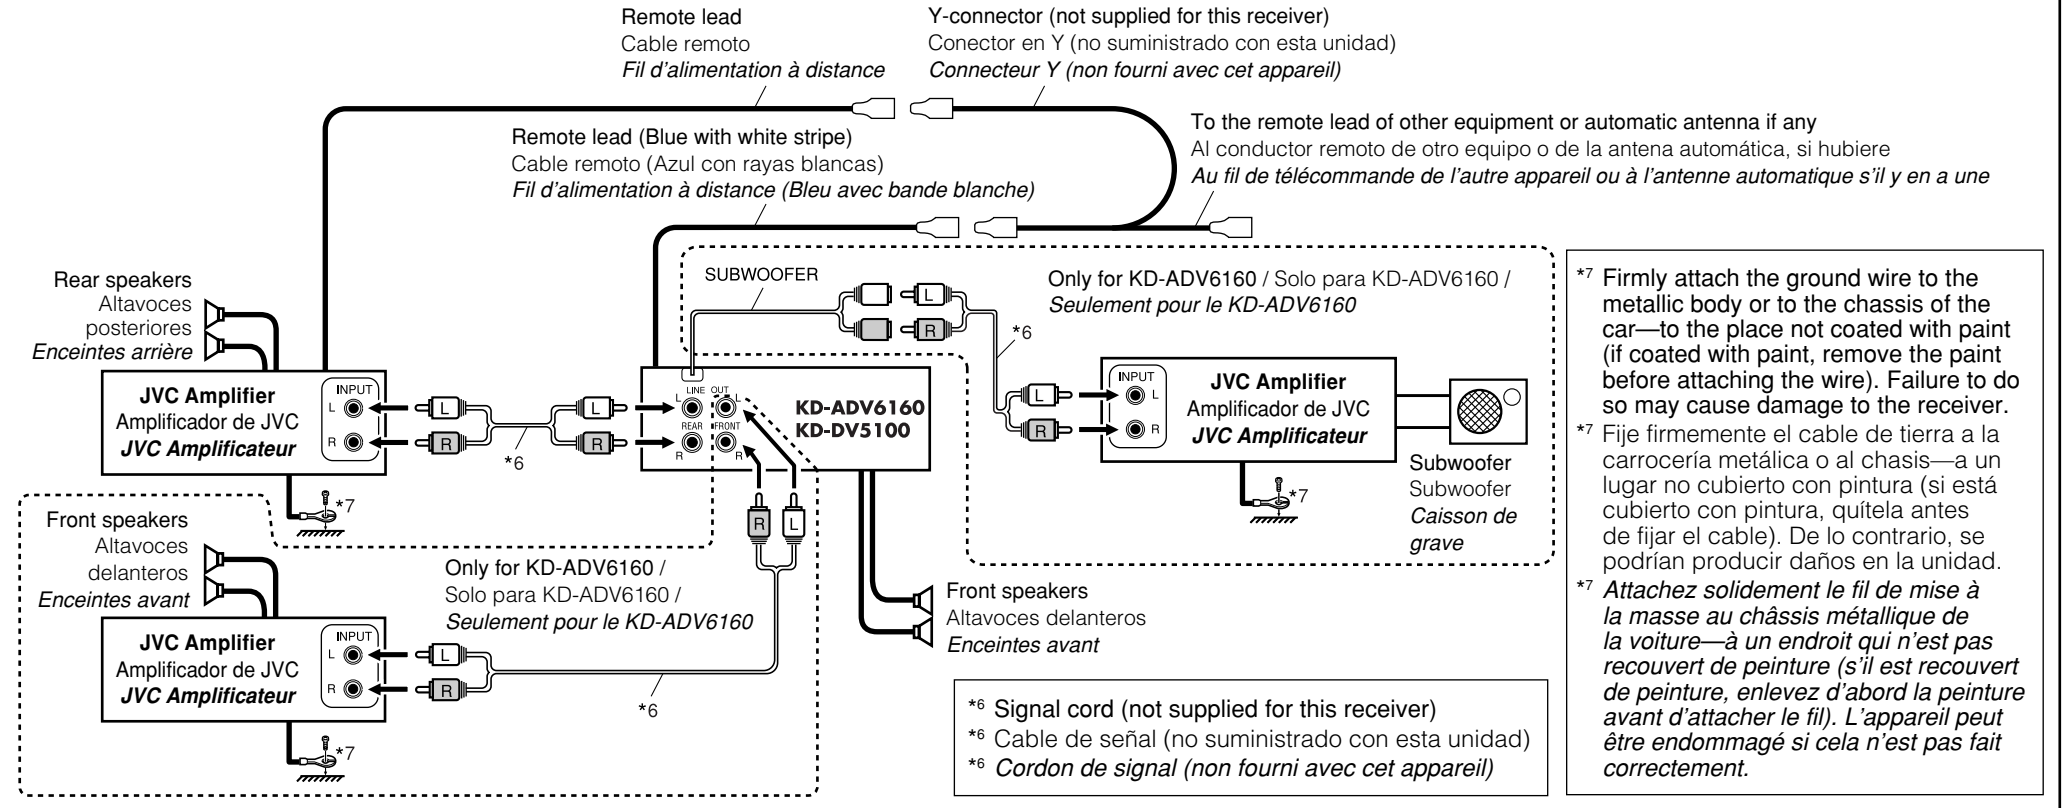 Remote lead
Cable remoto
Fil d'alimentation à distance
Y-connector (not supplied for this receiver)
Conector en Y (no suministrado con esta unidad)
Connecteur Y (non fourni avec cet appareil)
Remote lead (Blue with white stripe)
Cable remoto (Azul con rayas blancas)
Fil d'alimentation à distance (Bleu avec bande blanche)
To the remote lead of other equipment or automatic antenna if any
Al conductor remoto de otro equipo o de la antena automática, si hubiere
Au fil de télécommande de l'autre appareil ou à l'antenne automatique s'il y en a une
Rear speakers
Altavoces
posteriores
Enceintes arrière
JVC Amplifier
Amplificador de JVC
JVC Amplificateur
INPUT
L
R
*7
L
R
*6
L
R
SUBWOOFER
LINE OUT
L
L
REAR
FRONT
R
R
KD-ADV6160
KD-DV5100
L
R
*6
Only for KD-ADV6160 / Solo para KD-ADV6160 /
Seulement pour le KD-ADV6160
L
R
INPUT
L
R
JVC Amplifier
Amplificador de JVC
JVC Amplificateur
*7
Subwoofer
Subwoofer
Caisson de
grave
Front speakers
Altavoces
delanteros
Enceintes avant
JVC Amplifier
Amplificador de JVC
JVC Amplificateur
INPUT
L
R
*7
L
R
*6
R
L
Only for KD-ADV6160 /
Solo para KD-ADV6160 /
Seulement pour le KD-ADV6160
Front speakers
Altavoces delanteros
Enceintes avant
*6 Signal cord (not supplied for this receiver)
*6 Cable de señal (no suministrado con esta unidad)
*6 Cordon de signal (non fourni avec cet appareil)
*7 Firmly attach the ground wire to the
metallic body or to the chassis of the
car—to the place not coated with paint
(if coated with paint, remove the paint
before attaching the wire). Failure to do
so may cause damage to the receiver.
*7 Fije firmemente el cable de tierra a la
carrocería metálica o al chasis—a un
lugar no cubierto con pintura (si está
cubierto con pintura, quítela antes
de fijar el cable). De lo contrario, se
podrían producir daños en la unidad.
*7 Attachez solidement le fil de mise à
la masse au châssis métallique de
la voiture—à un endroit qui n'est pas
recouvert de peinture (s'il est recouvert
de peinture, enlevez d'abord la peinture
avant d'attacher le fil). L'appareil peut
être endommagé si cela n'est pas fait
correctement.